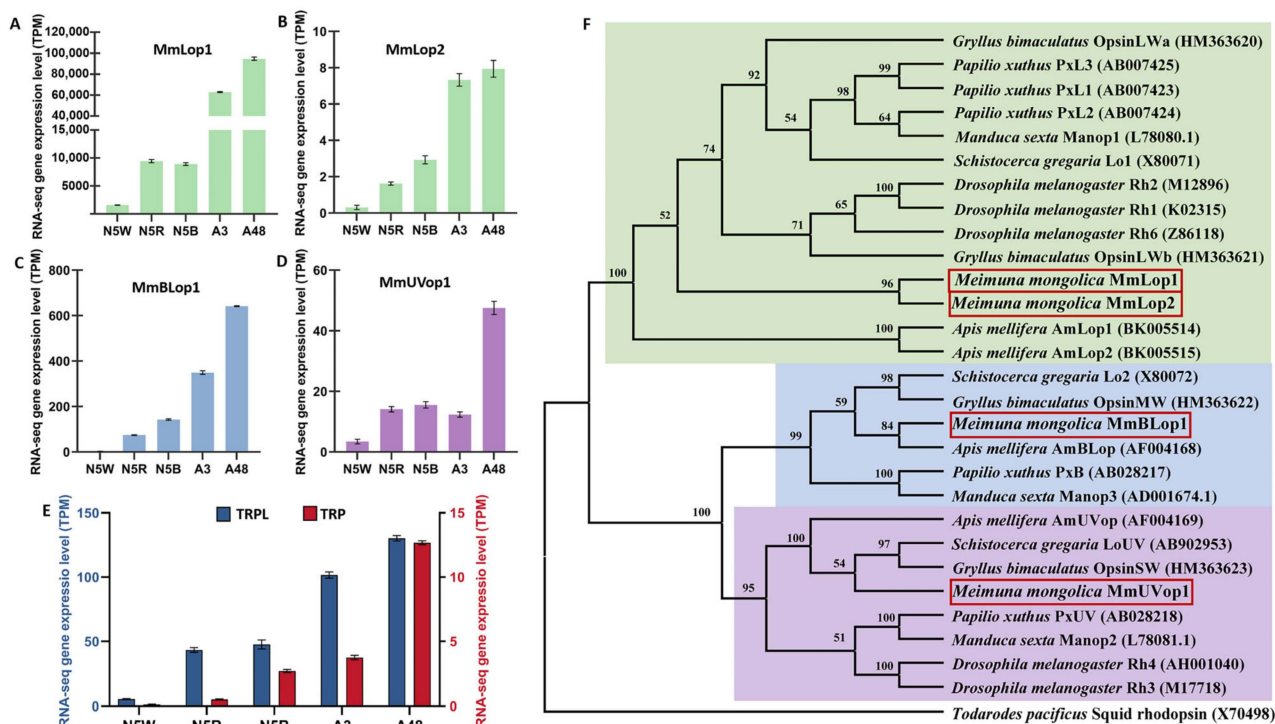 A
RNA-seq gene expression level (TPM)
MmLop1
120,000
100,000
80,000
60,000
40,000
15,000
10,000
5000
N5W N5R N5B A3 A48
B
RNA-seq gene expression level (TPM)
MmLop2
10
8
6
4
2
0
N5W N5R N5B A3 A48
C
RNA-seq gene expression level (TPM)
MmBLop1
800
600
400
200
0
N5W N5R N5B A3 A48
D
RNA-seq gene expression level (TPM)
MmUVop1
60
40
20
0
N5W N5R N5B A3 A48
E
RNA-seq gene expressio level (TPM)
TRPL TRP
150
100
50
0
15
10
5
0
RNA-seq gene expressio level (TPM)
N5W N5R N5B A3 A48
F
Gryllus bimaculatus OpsinLWa (HM363620)
Papilio xuthus PxL3 (AB007425)
Papilio xuthus PxL1 (AB007423)
Papilio xuthus PxL2 (AB007424)
Manduca sexta Manop1 (L78080.1)
Schistocerca gregaria Lo1 (X80071)
Drosophila melanogaster Rh2 (M12896)
Drosophila melanogaster Rh1 (K02315)
Drosophila melanogaster Rh6 (Z86118)
Gryllus bimaculatus OpsinLWb (HM363621)
Meimuna mongolica MmLop1
Meimuna mongolica MmLop2
Apis mellifera AmLop1 (BK005514)
Apis mellifera AmLop2 (BK005515)
Schistocerca gregaria Lo2 (X80072)
Gryllus bimaculatus OpsinMW (HM363622)
Meimuna mongolica MmBLop1
Apis mellifera AmBLop (AF004168)
Papilio xuthus PxB (AB028217)
Manduca sexta Manop3 (AD001674.1)
Apis mellifera AmUVop (AF004169)
Schistocerca gregaria LoUV (AB902953)
Gryllus bimaculatus OpsinSW (HM363623)
Meimuna mongolica MmUVop1
Papilio xuthus PxUV (AB028218)
Manduca sexta Manop2 (L78081.1)
Drosophila melanogaster Rh4 (AH001040)
Drosophila melanogaster Rh3 (M17718)
Todarodes pacificus Squid rhodopsin (X70498)
92
99
98
54
64
74
100
65
71
52
96
100
100
98
59
84
99
100
100
100
97
54
95
100
51
100